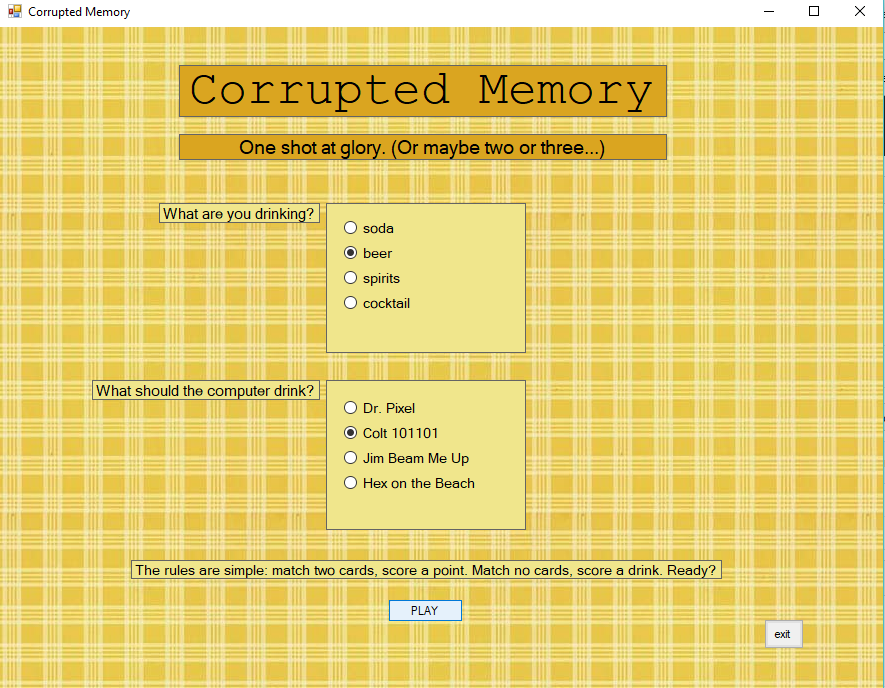 Corrupted Memory
Corrupted Memory
One shot at glory. (Or maybe two or three...)
What are you drinking?
soda
beer
spirits
cocktail
What should the computer drink?
Dr. Pixel
Colt 101101
Jim Beam Me Up
Hex on the Beach
The rules are simple: match two cards, score a point. Match no cards, score a drink. Ready?
PLAY
exit